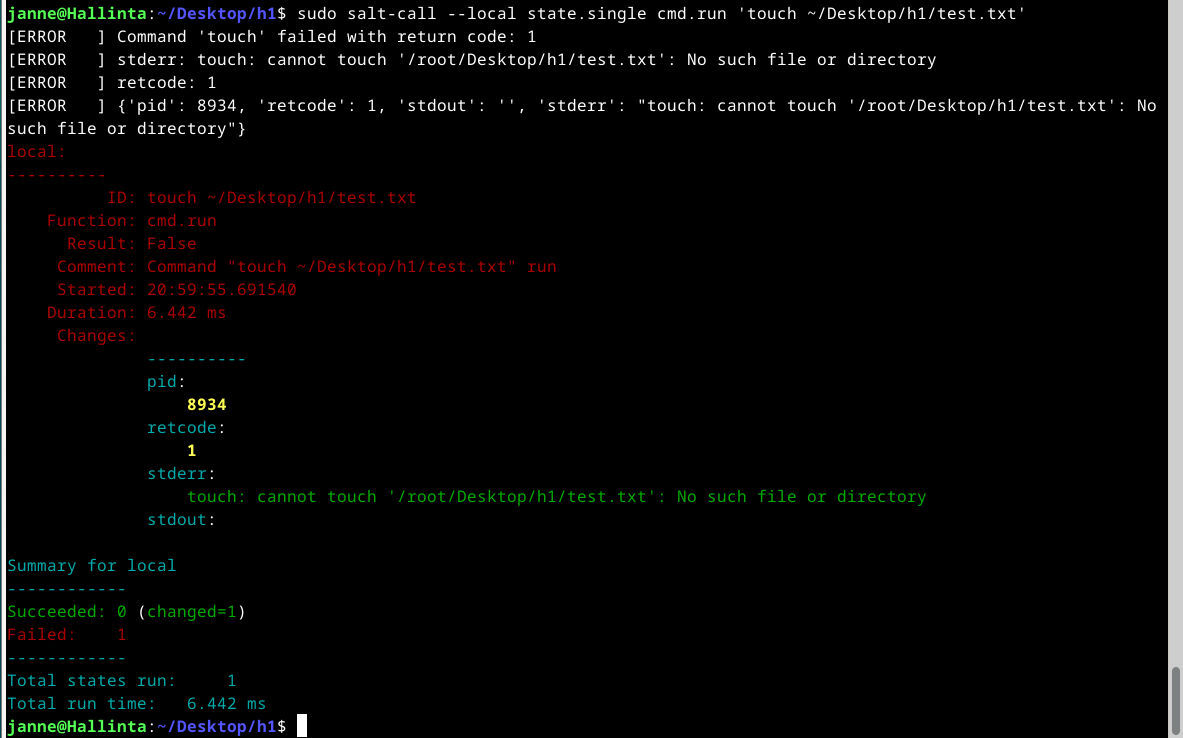 janne@Hallinta:~/Desktop/h1$ sudo salt-call --local state.single cmd.run 'touch ~/Desktop/h1/test.txt'
[ERROR   ] Command 'touch' failed with return code: 1
[ERROR   ] stderr: touch: cannot touch '/root/Desktop/h1/test.txt': No such file or directory
[ERROR   ] retcode: 1
[ERROR   ] {'pid': 8934, 'retcode': 1, 'stdout': '', 'stderr': "touch: cannot touch '/root/Desktop/h1/test.txt': No
such file or directory"}
local:
----------
          ID: touch ~/Desktop/h1/test.txt
    Function: cmd.run
      Result: False
     Comment: Command "touch ~/Desktop/h1/test.txt" run
     Started: 20:59:55.691540
    Duration: 6.442 ms
     Changes:
              ----------
              pid:
                  8934
              retcode:
                  1
              stderr:
                  touch: cannot touch '/root/Desktop/h1/test.txt': No such file or directory
              stdout:

Summary for local
------------
Succeeded: 0 (changed=1)
Failed:    1
------------
Total states run:     1
Total run time:   6.442 ms
janne@Hallinta:~/Desktop/h1$